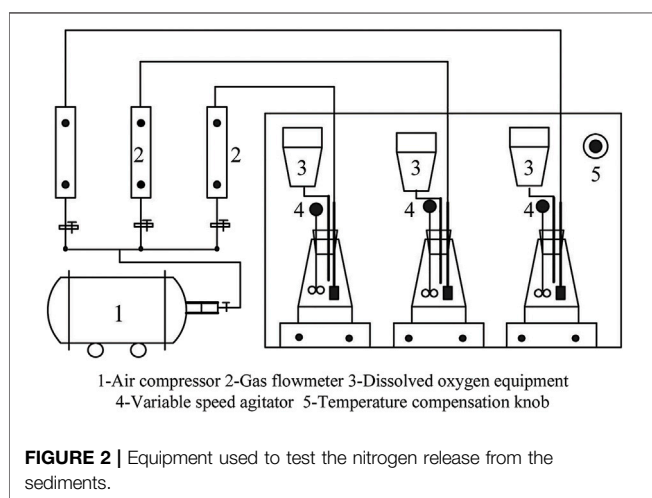 2
2
3
3
3
5
4
4
4
1
1-Air compressor 2-Gas flowmeter 3-Dissolved oxygen equipment
4-Variable speed agitator 5-Temperature compensation knob
FIGURE 2 | Equipment used to test the nitrogen release from the
sediments.